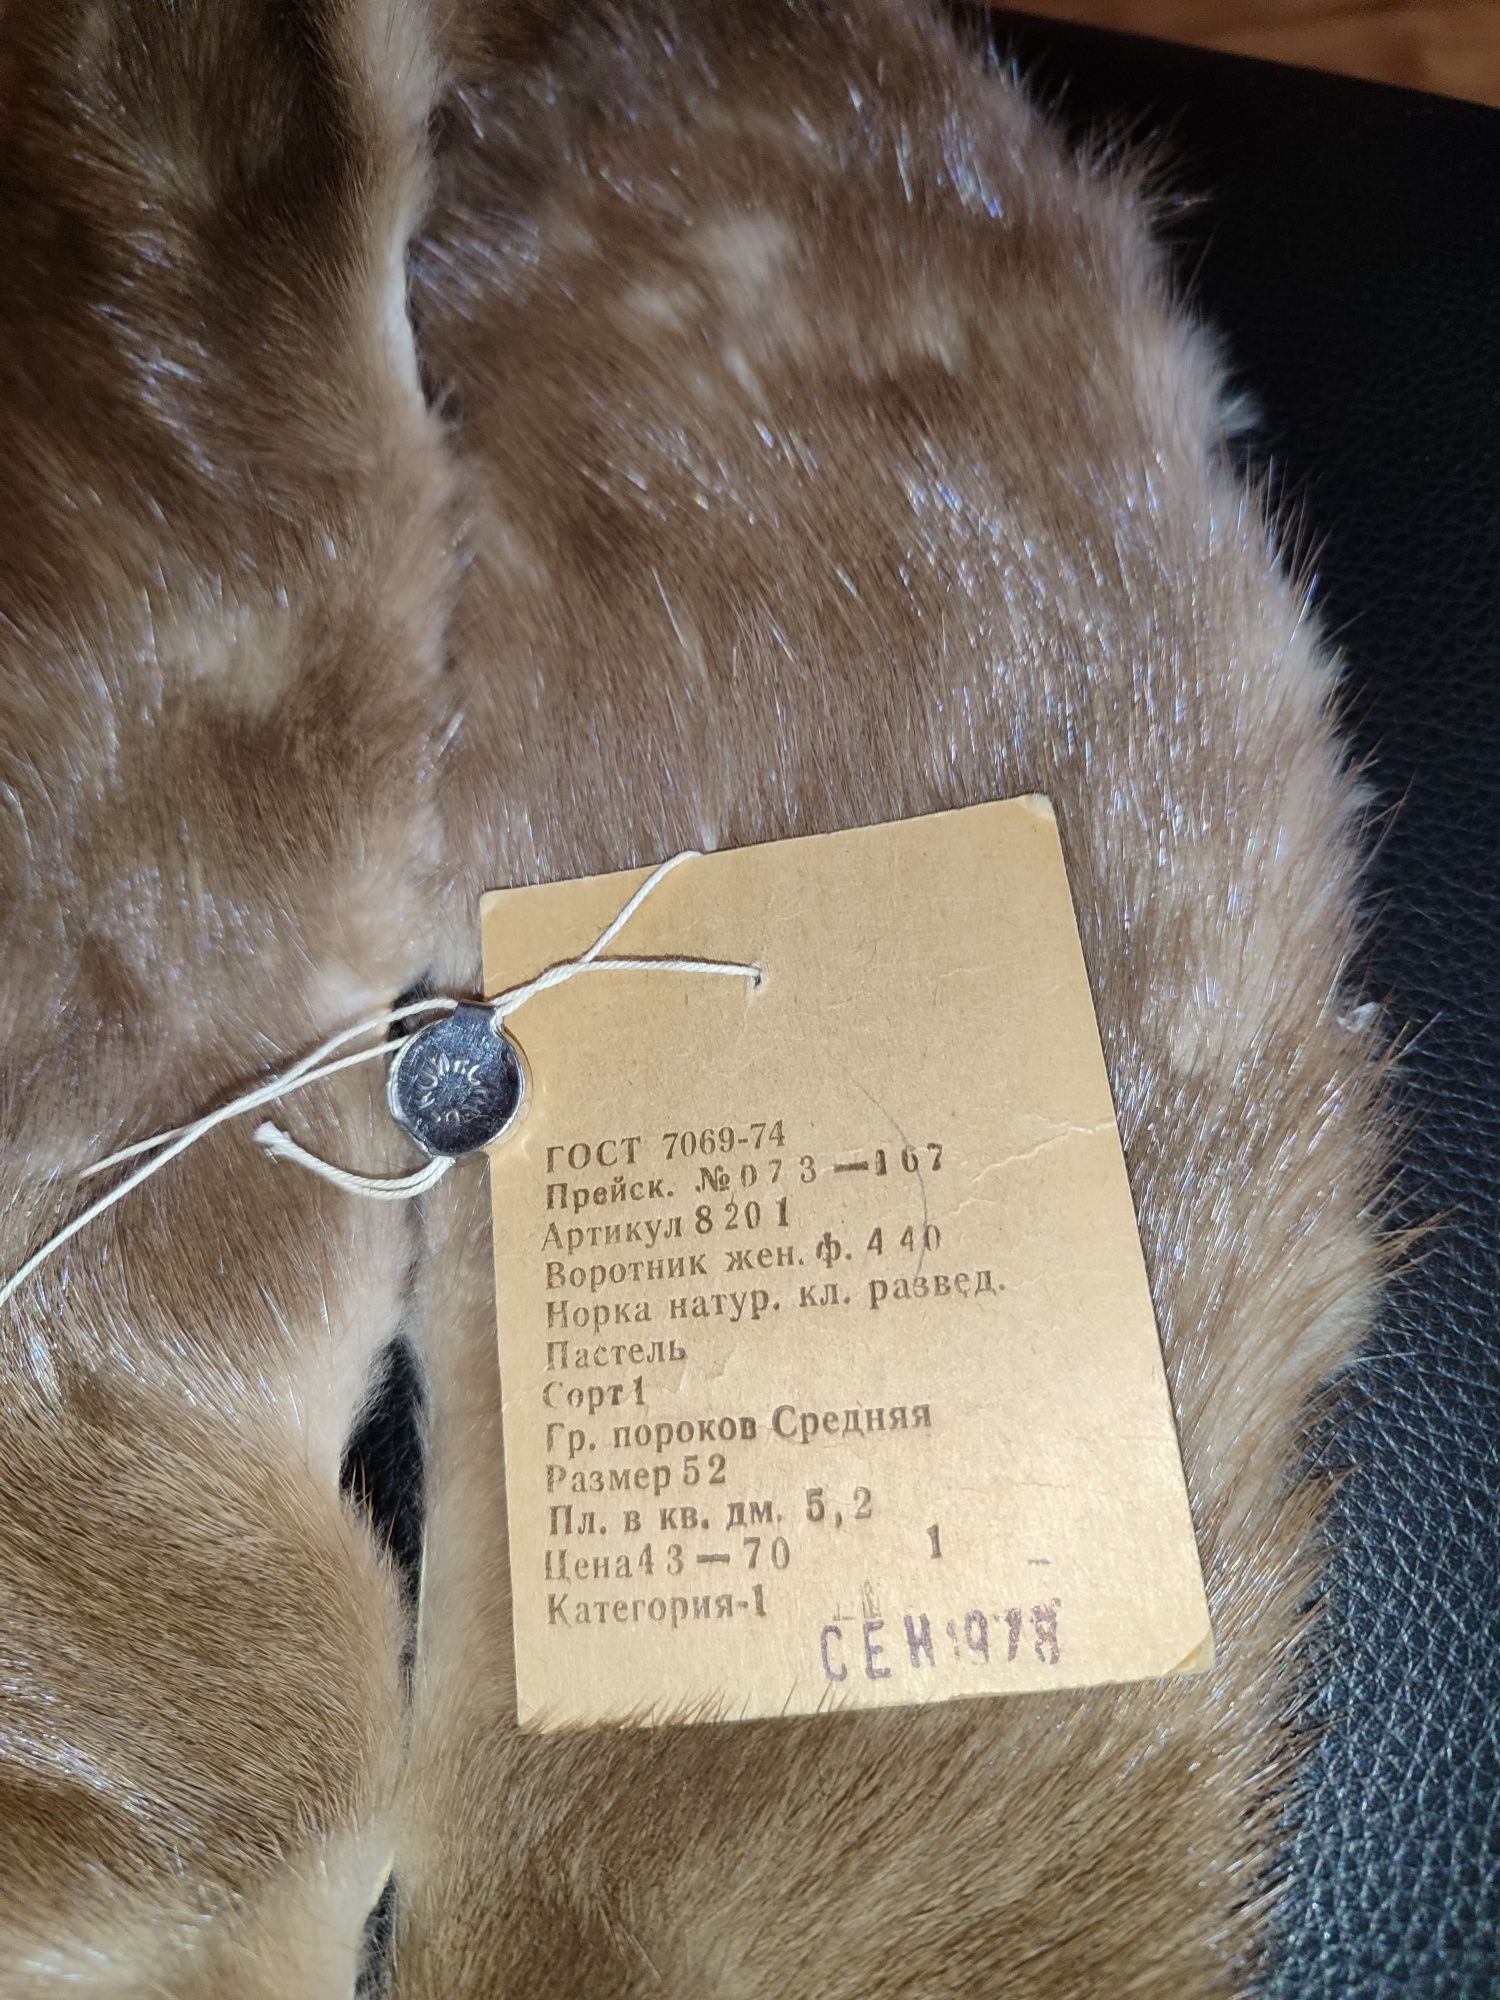 ГОСТ 7069-74
Прейск. №073-167
Артикул 8201
Воротник жен. ф. 440
Норка натур. кл. развед.
Пастель
Сорт 1
Гр. пороков Средняя
Размер 52
Пл. в кв. дм. 5,2
Цена 43-70 1
Категория-1
СЕН 1978